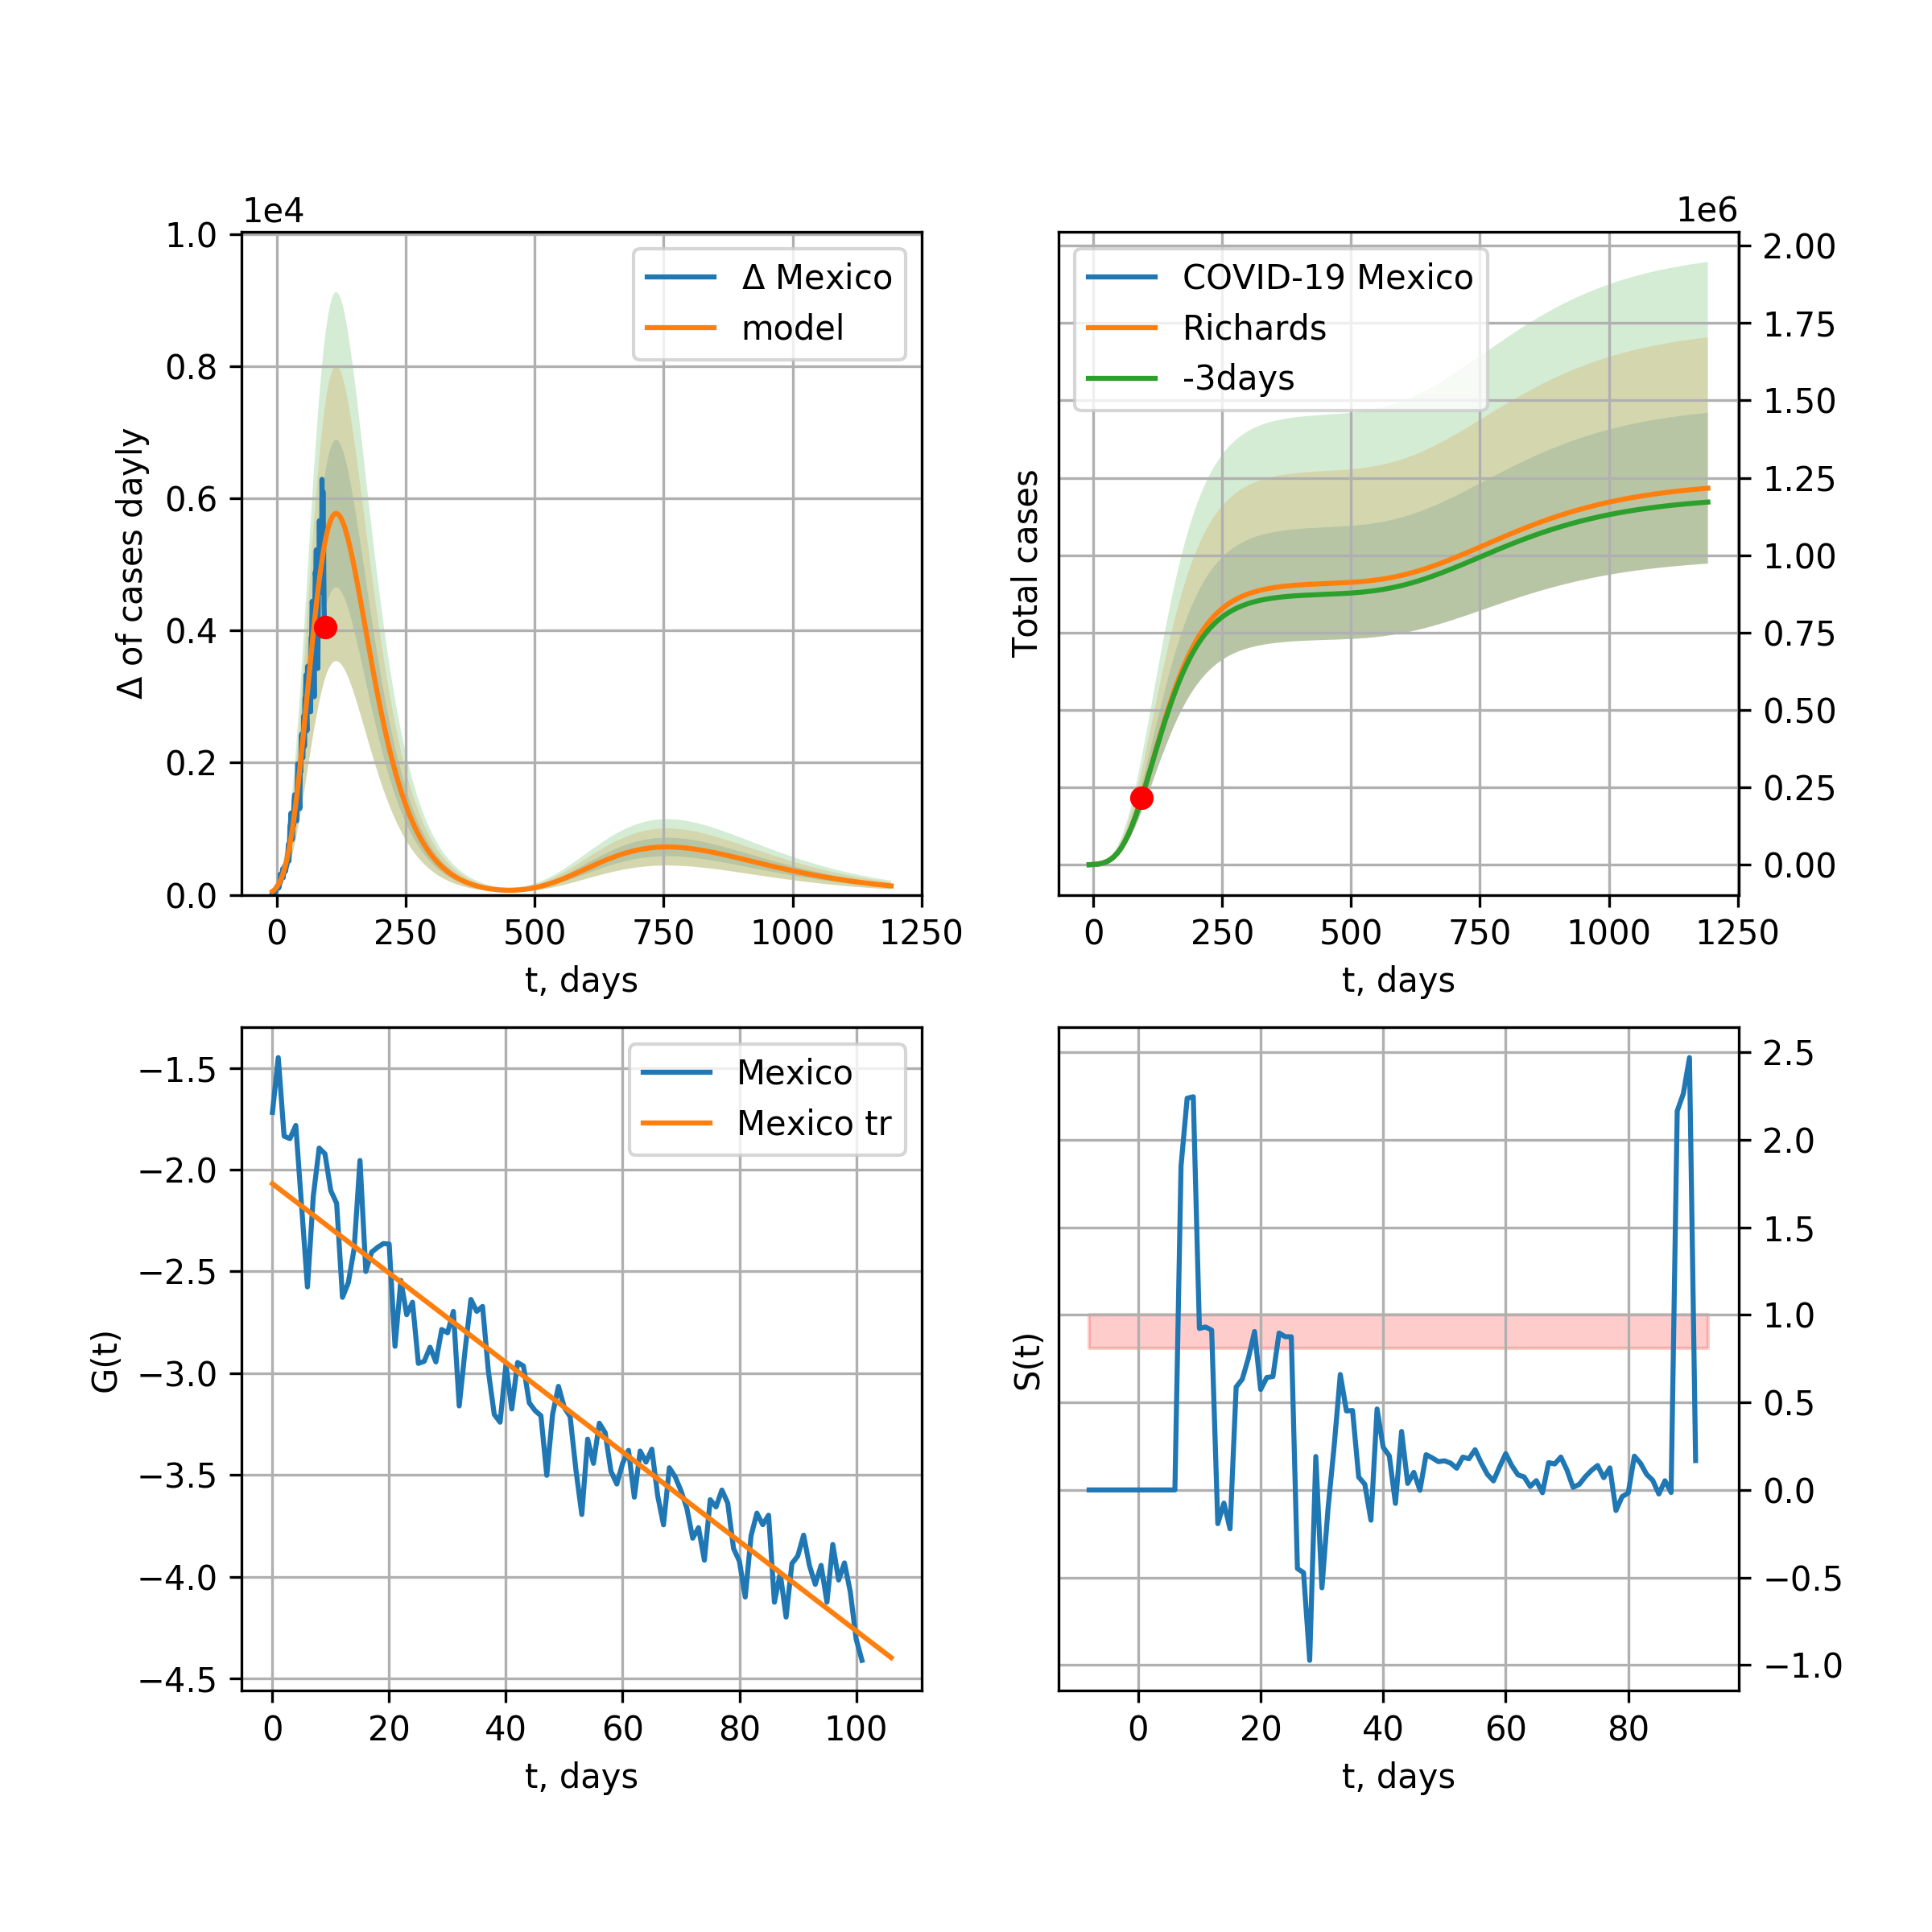 1e4
1.0
0.8
0.6
0.4
0.2
0.0
Δ of cases dayly
Δ Mexico
model
0 250 500 750 1000 1250
t, days
1e6
COVID-19 Mexico
Richards
-3days
Total cases
2.00
1.75
1.50
1.25
1.00
0.75
0.50
0.25
0.00
0 250 500 750 1000 1250
t, days
−1.5
−2.0
−2.5
−3.0
−3.5
−4.0
−4.5
G(t)
Mexico
Mexico tr
0 20 40 60 80 100
t, days
S(t)
2.5
2.0
1.5
1.0
0.5
0.0
−0.5
−1.0
0 20 40 60 80
t, days